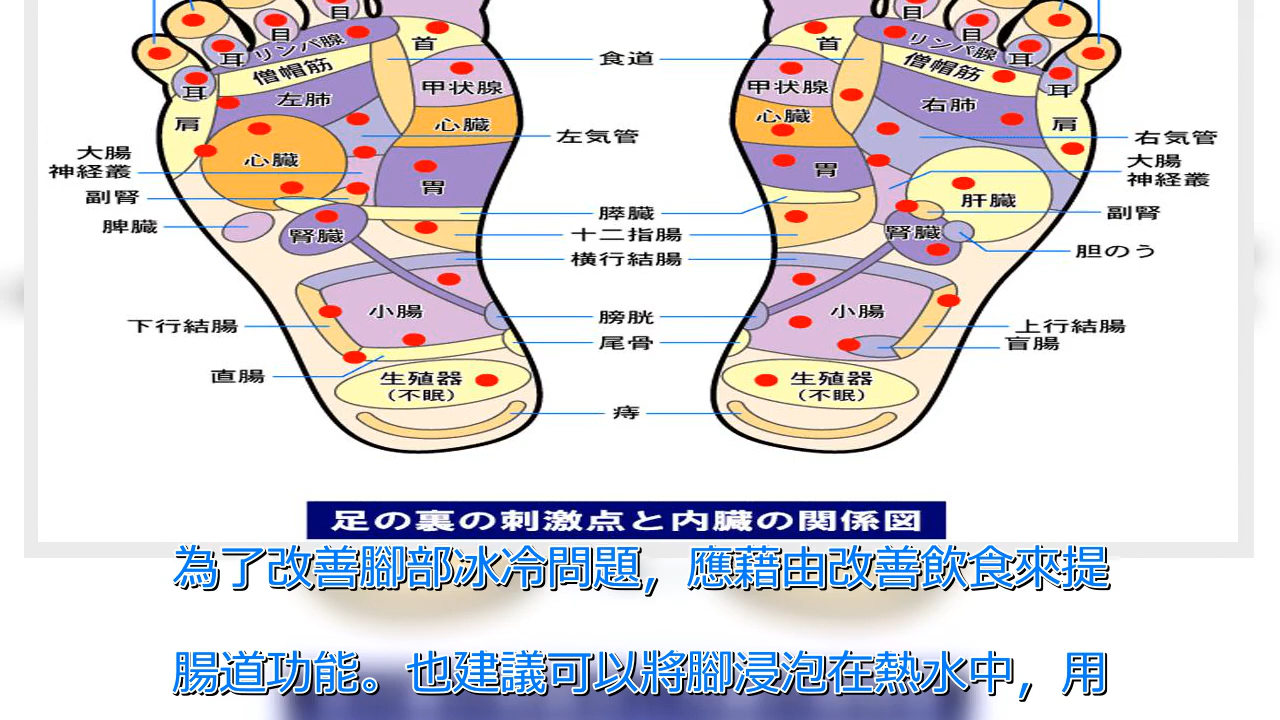 目 目
目 首 首 目
耳 リンパ腺 食道 リンパ腺 耳
僧帽筋 僧帽筋
耳 左肺 甲状腺 甲状腺 右肺 耳
肩 心臓 心臓 肩
左気管 右気管
大腸 心臓 大腸
神経叢 胃 胃 神経叢
副腎 肝臓
脾臓 膵臓 副腎
腎臓 十二指腸 腎臓
横行結腸 胆のう
小腸 膀胱 小腸
下行結腸 上行結腸
尾骨 盲腸
直腸 生殖器 生殖器
(不眠) (不眠)
痔
足の裏の刺激点と内臓の関係図
為了改善腳部冰冷問題，應藉由改善飲食來提
腸道功能。也建議可以將腳浸泡在熱水中，用